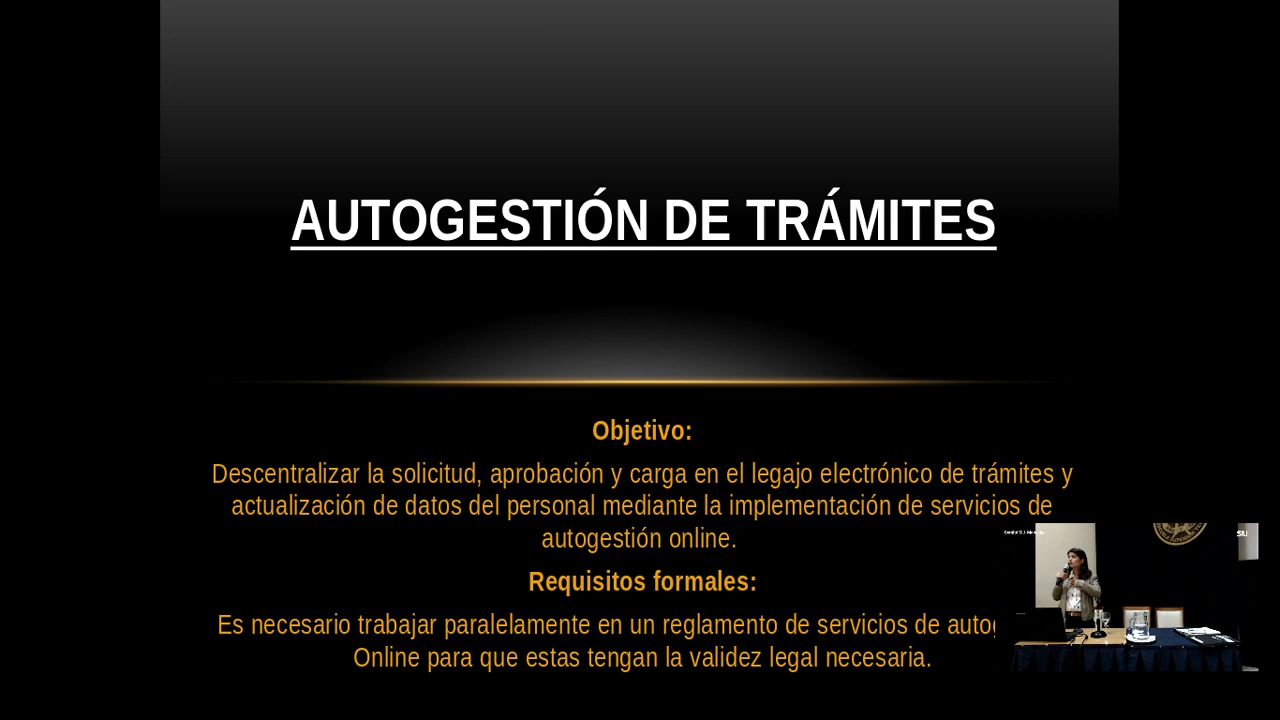 AUTOGESTIÓN DE TRÁMITES
Objetivo:
Descentralizar la solicitud, aprobación y carga en el legajo electrónico de trámites y
actualización de datos del personal mediante la implementación de servicios de
autogestión online.
Requisitos formales:
Es necesario trabajar paralelamente en un reglamento de servicios de
Online para que estas tengan la validez legal necesaria.
SIU